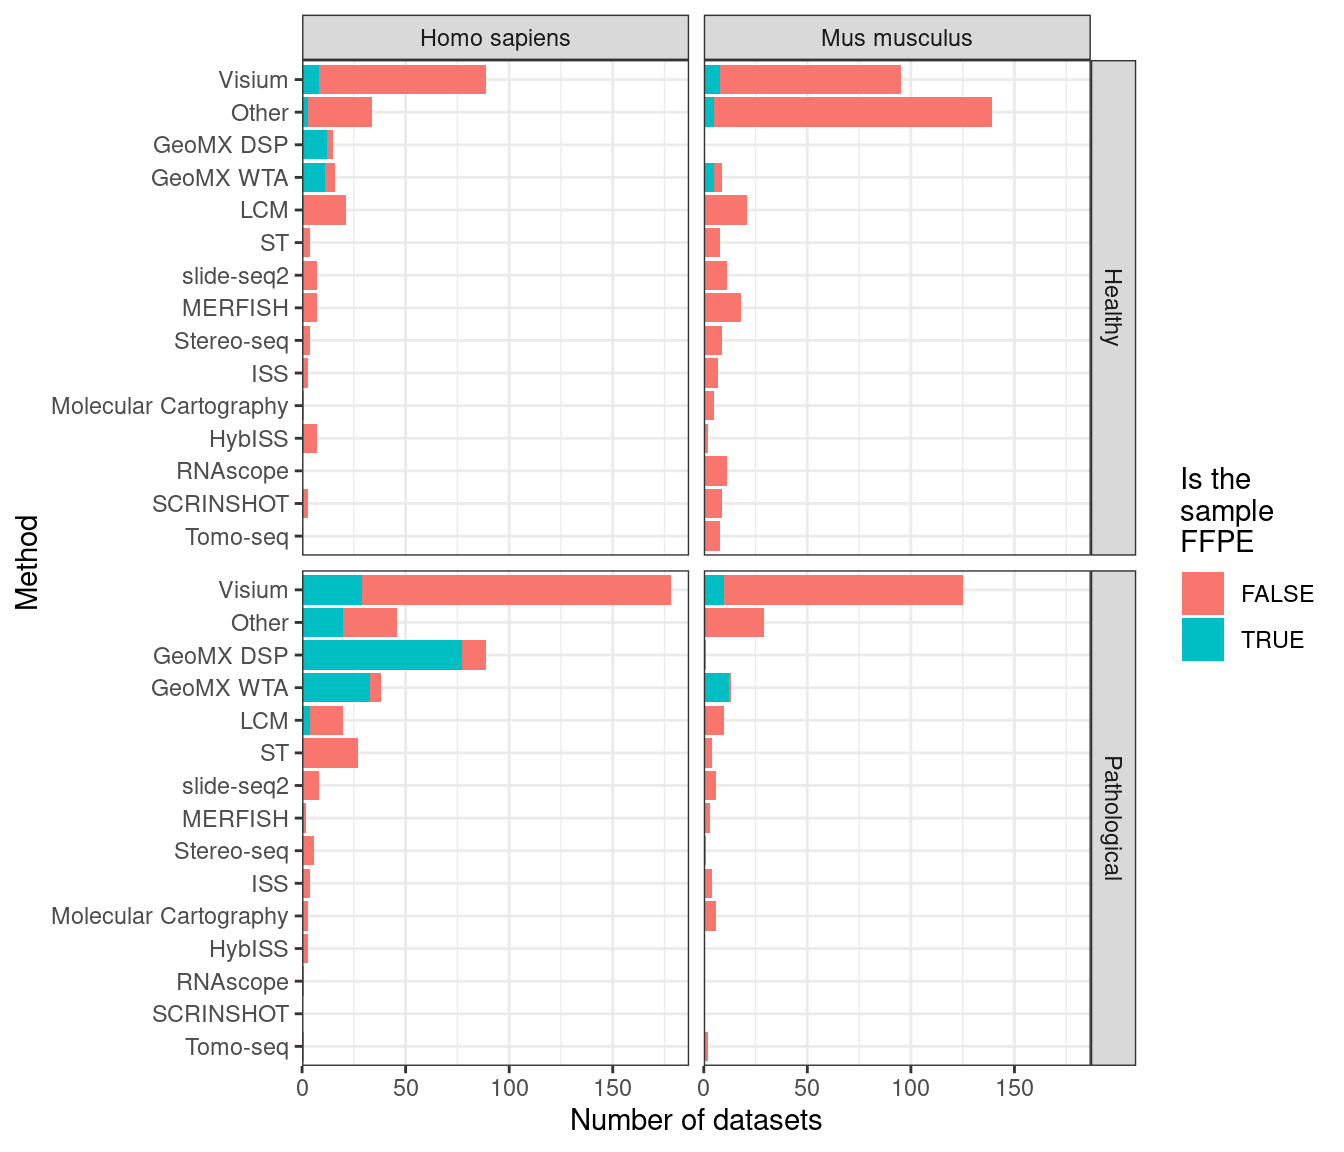 Homo sapiens
Mus musculus
Visium
Other
GeoMX DSP
GeoMX WTA
LCM
ST
slide-seq2
MERFISH
Stereo-seq
ISS
Molecular Cartography
HybISS
RNAscope
SCRINSHOT
Tomo-seq
Healthy
Visium
Other
GeoMX DSP
GeoMX WTA
LCM
ST
slide-seq2
MERFISH
Stereo-seq
ISS
Molecular Cartography
HybISS
RNAscope
SCRINSHOT
Tomo-seq
Pathological
Method
0 50 100 150
0 50 100 150
Number of datasets
Is the
sample
FFPE
FALSE
TRUE